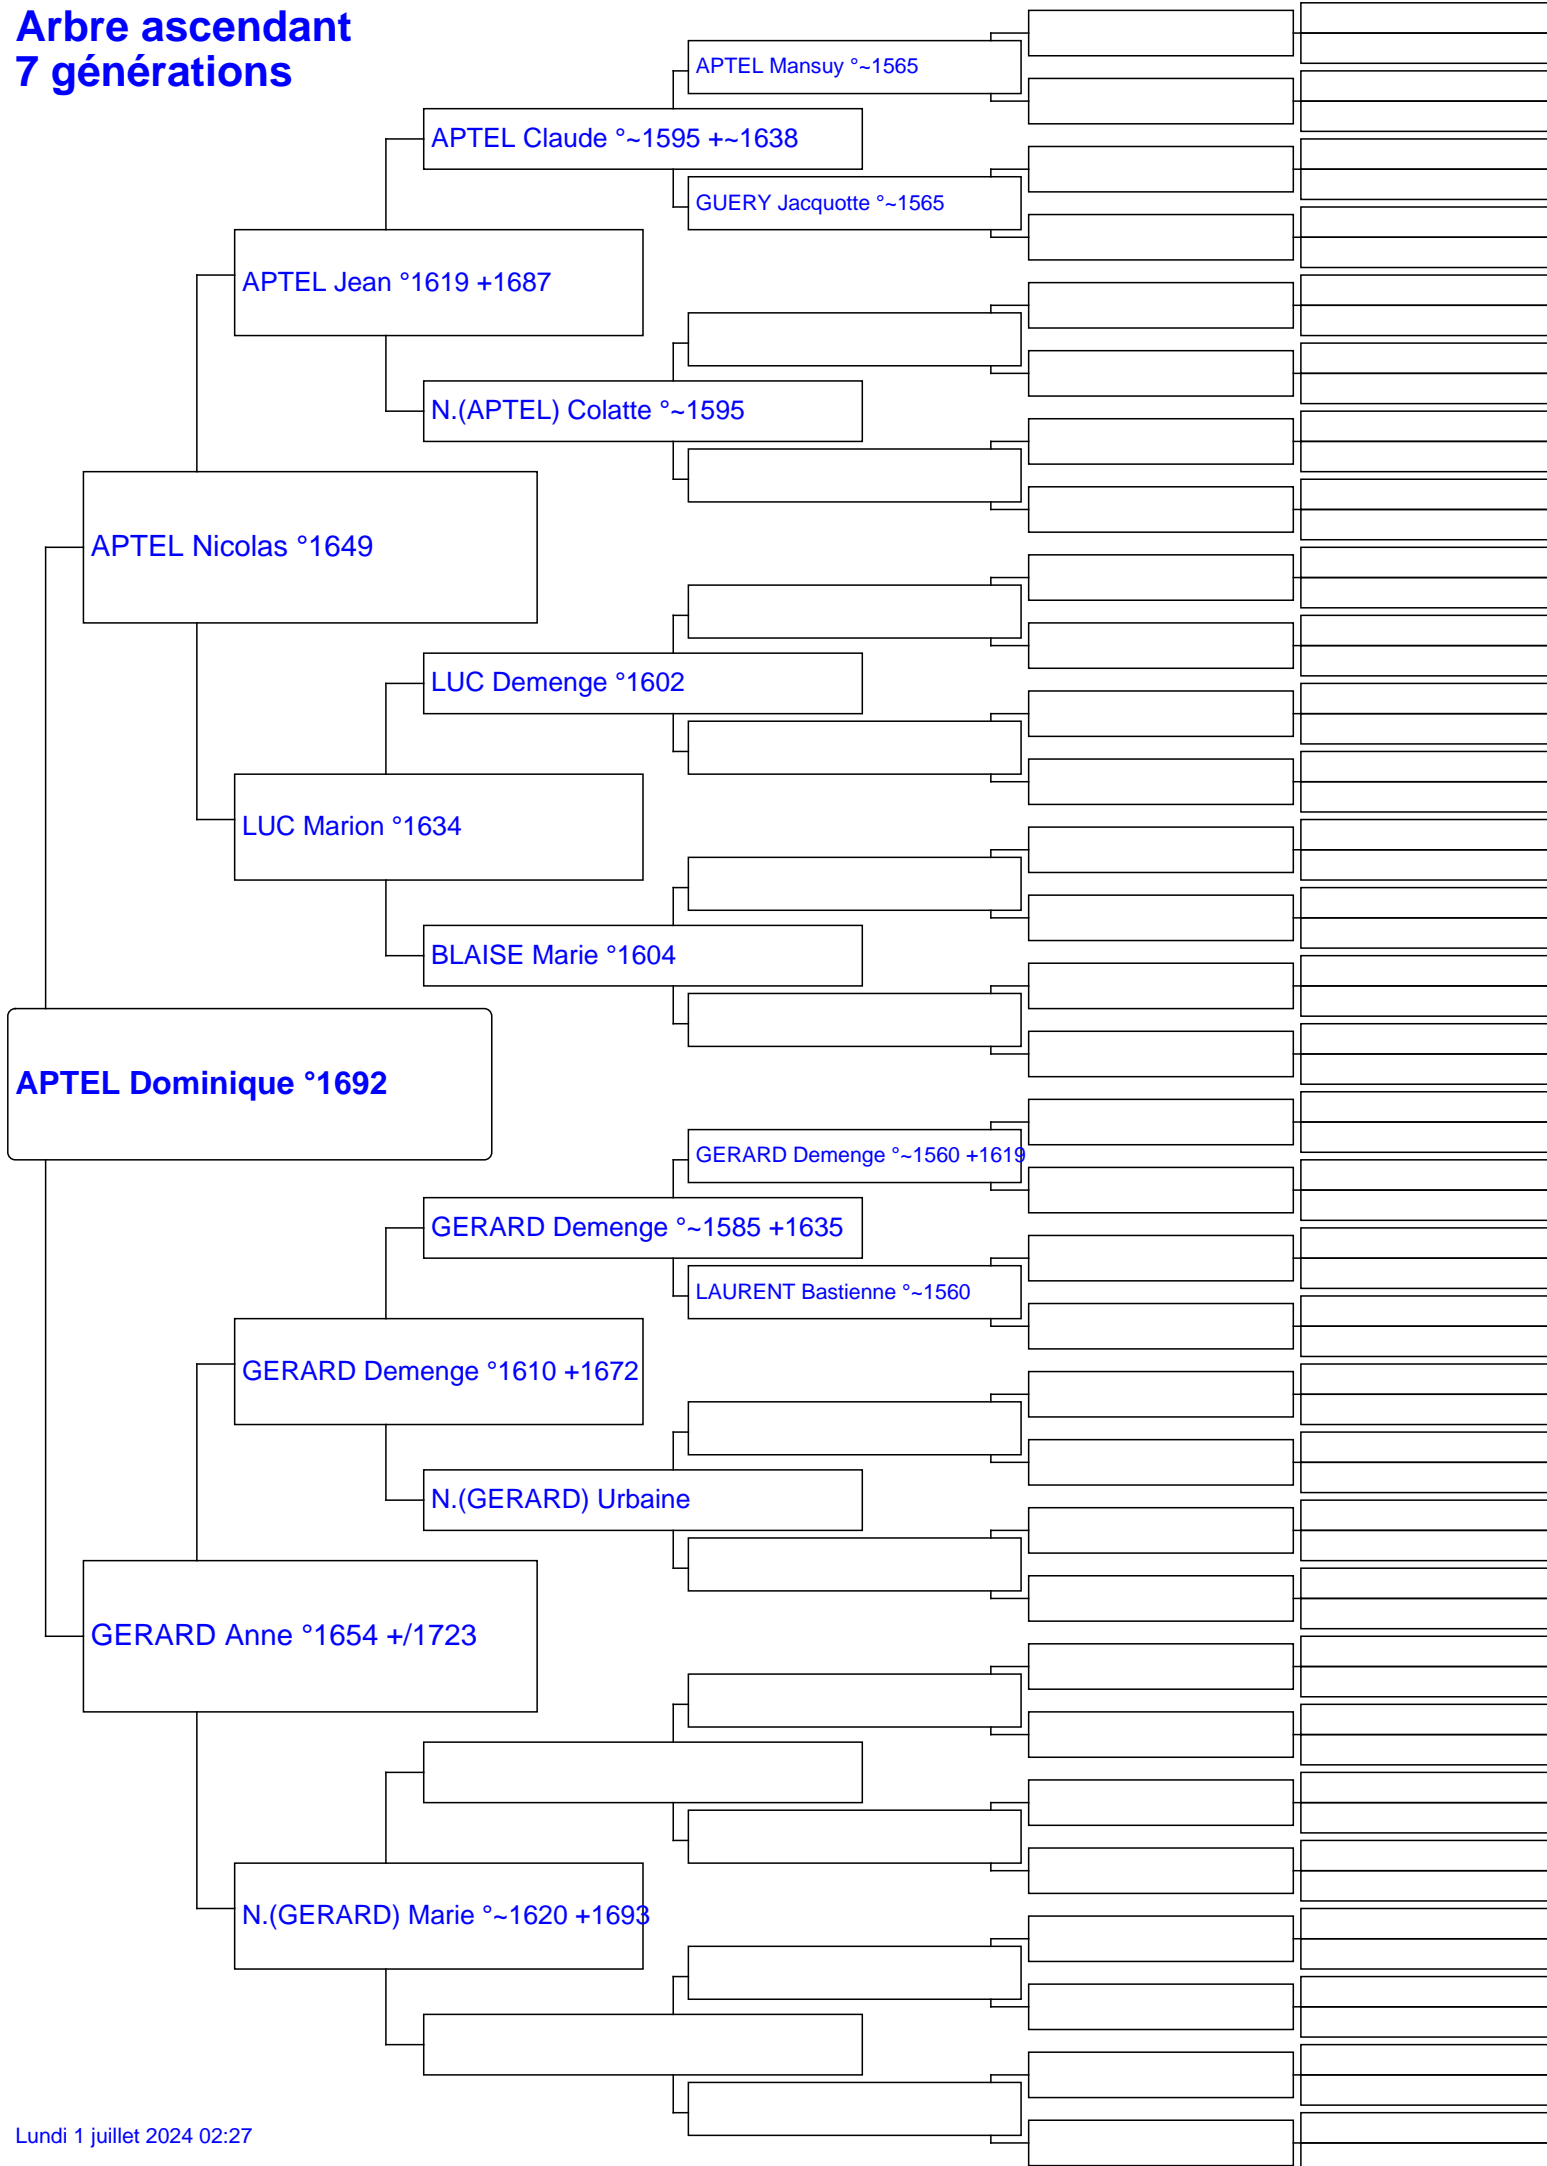 Arbre ascendant
7 générations
APTEL Mansuy °~1565
APTEL Claude °~1595 +~1638
GUERY Jacquotte °~1565
APTEL Jean °1619 +1687
N.(APTEL) Colatte °~1595
APTEL Nicolas °1649
LUC Demenge °1602
LUC Marion °1634
BLAISE Marie °1604
APTEL Dominique °1692
GERARD Demenge °~1560 +1619
GERARD Demenge °~1585 +1635
LAURENT Bastienne °~1560
GERARD Demenge °1610 +1672
N.(GERARD) Urbaine
GERARD Anne °1654 +/1723
N.(GERARD) Marie °~1620 +1693
Lundi 1 juillet 2024 02:27